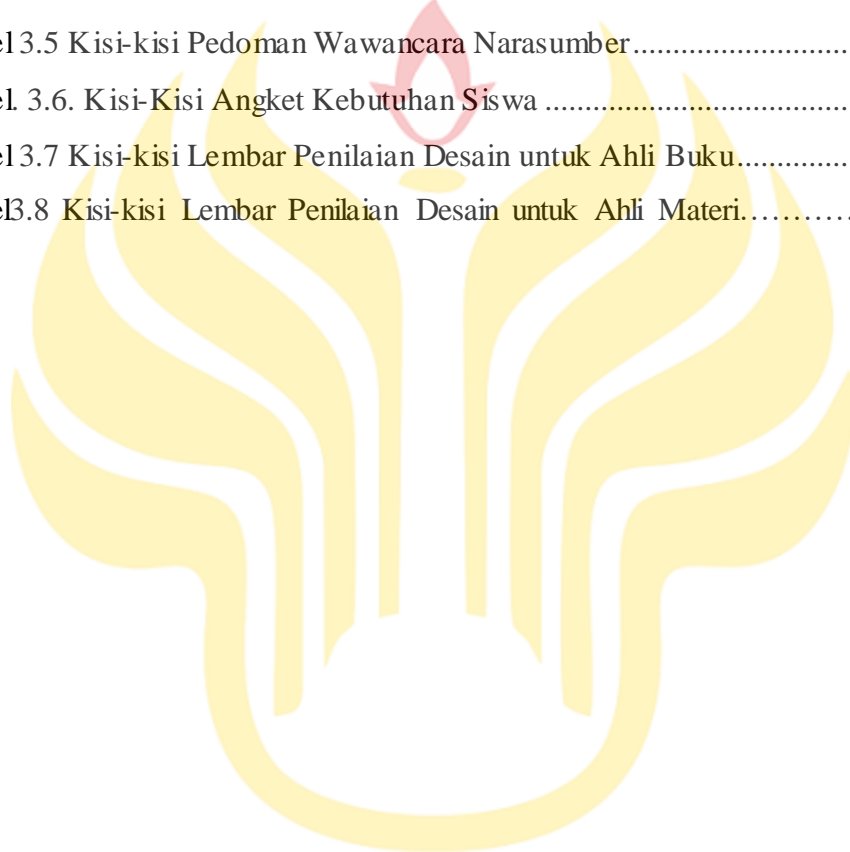 el 3.5 Kisi-kisi Pedoman Wawancara Narasumber...........................
el. 3.6. Kisi-Kisi Angket Kebutuhan Siswa ......................................
el 3.7 Kisi-kisi Lembar Penilaian Desain untuk Ahli Buku..............
el3.8 Kisi-kisi Lembar Penilaian Desain untuk Ahli Materi…………